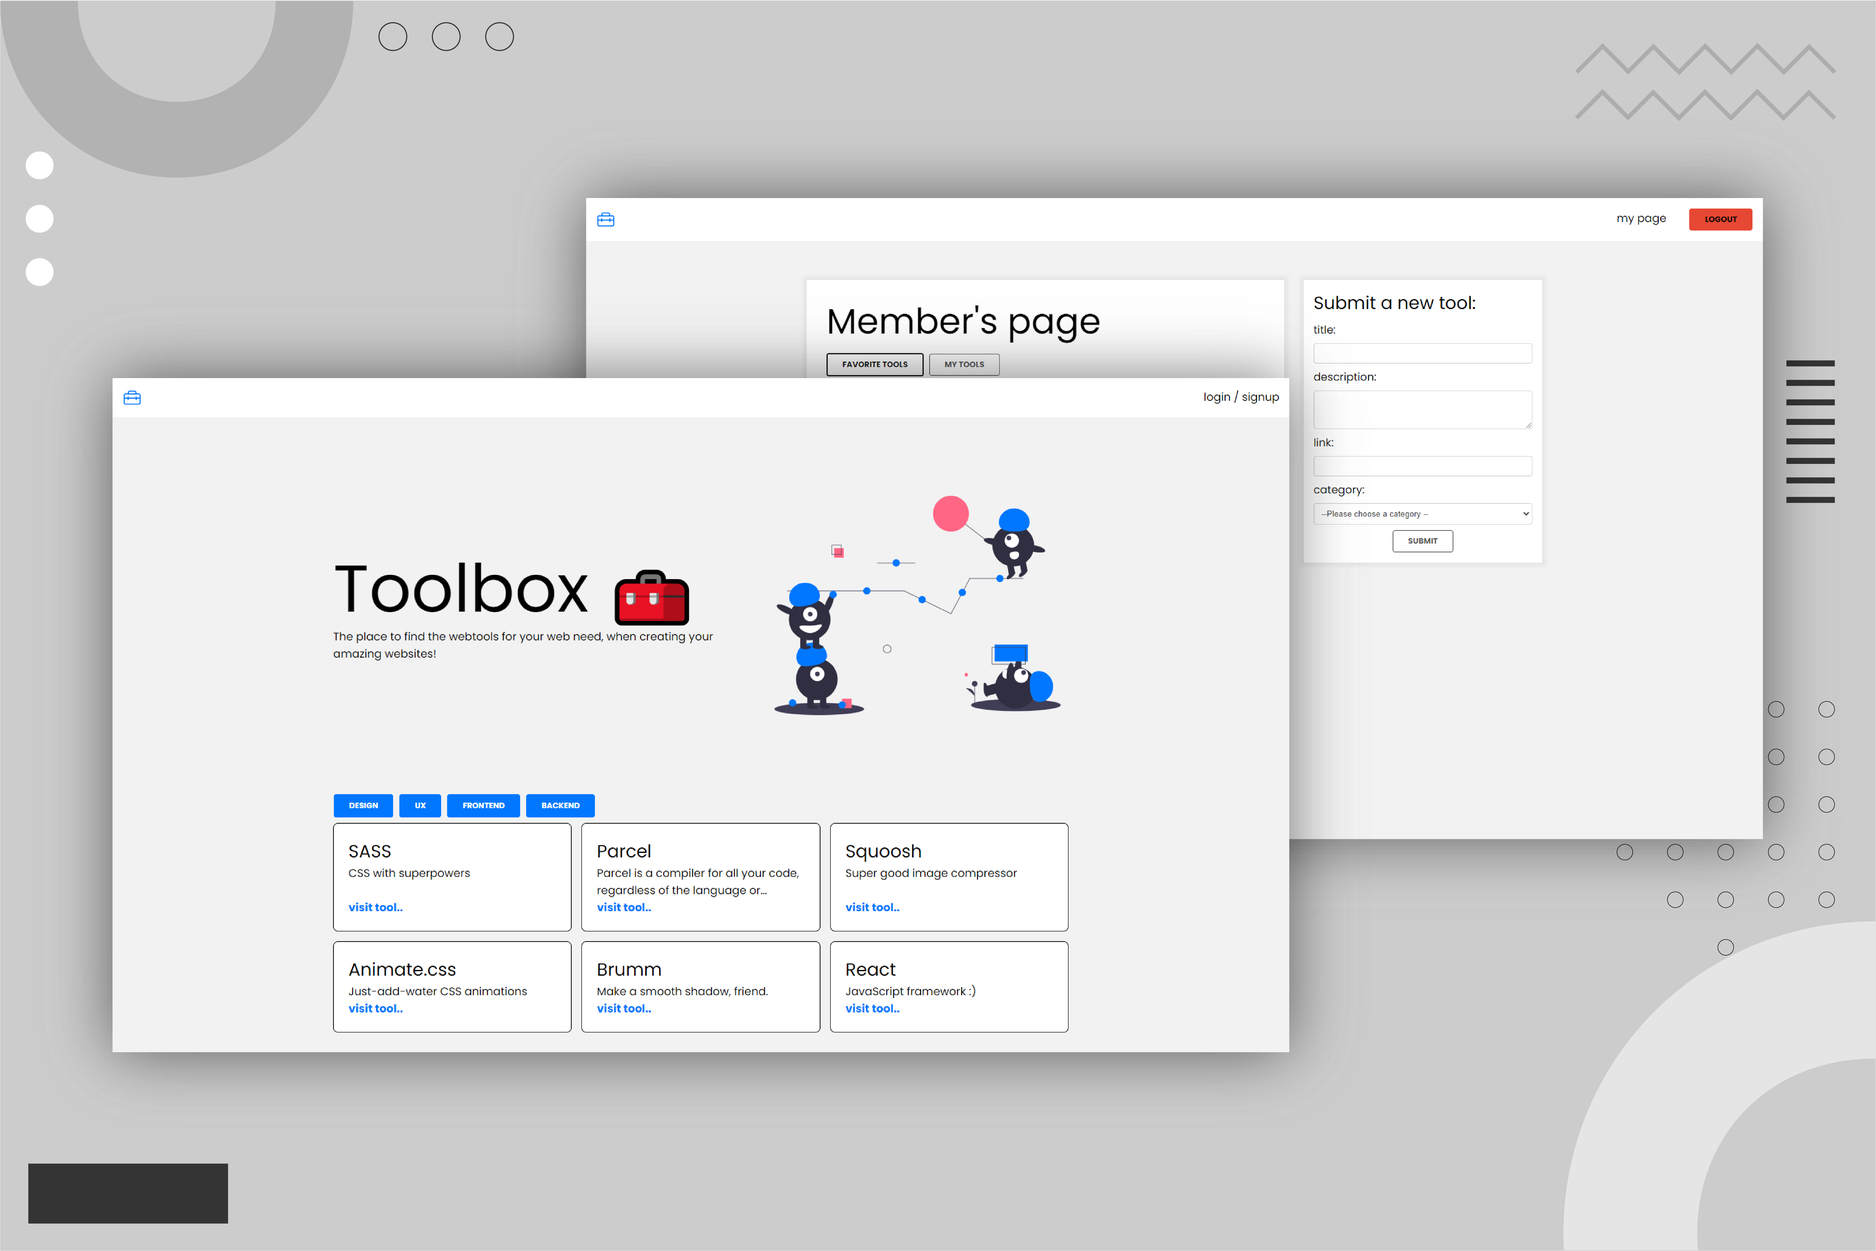 my page
LOGOUT
Member's page
FAVORITE TOOLS
MY TOOLS
Submit a new tool:
title:
description:
link:
category:
--Please choose a category --
SUBMIT
login / signup
Toolbox
The place to find the webtools for your web need, when creating your
amazing websites!
DESIGN
UX
FRONTEND
BACKEND
SASS
CSS with superpowers
visit tool..
Parcel
Parcel is a compiler for all your code,
regardless of the language or...
visit tool..
Squoosh
Super good image compressor
visit tool..
Animate.css
Just-add-water CSS animations
visit tool..
Brumm
Make a smooth shadow, friend.
visit tool..
React
JavaScript framework :)
visit tool..